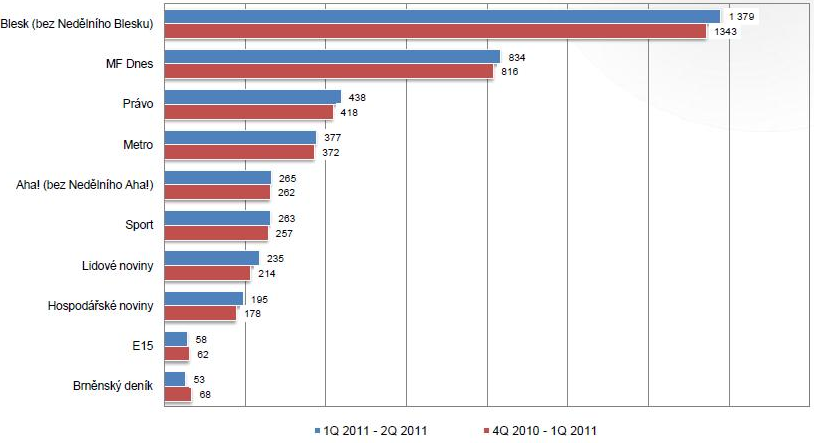 Blesk (bez Nedělního Blesku)
1 379
1343
MF Dnes
834
816
Právo
438
418
Metro
377
372
Aha! (bez Nedělního Aha!)
265
262
Sport
263
257
Lidové noviny
235
214
Hospodářské noviny
195
178
E15
58
62
Brněnský deník
53
68
1Q 2011 - 2Q 2011
4Q 2010 - 1Q 2011